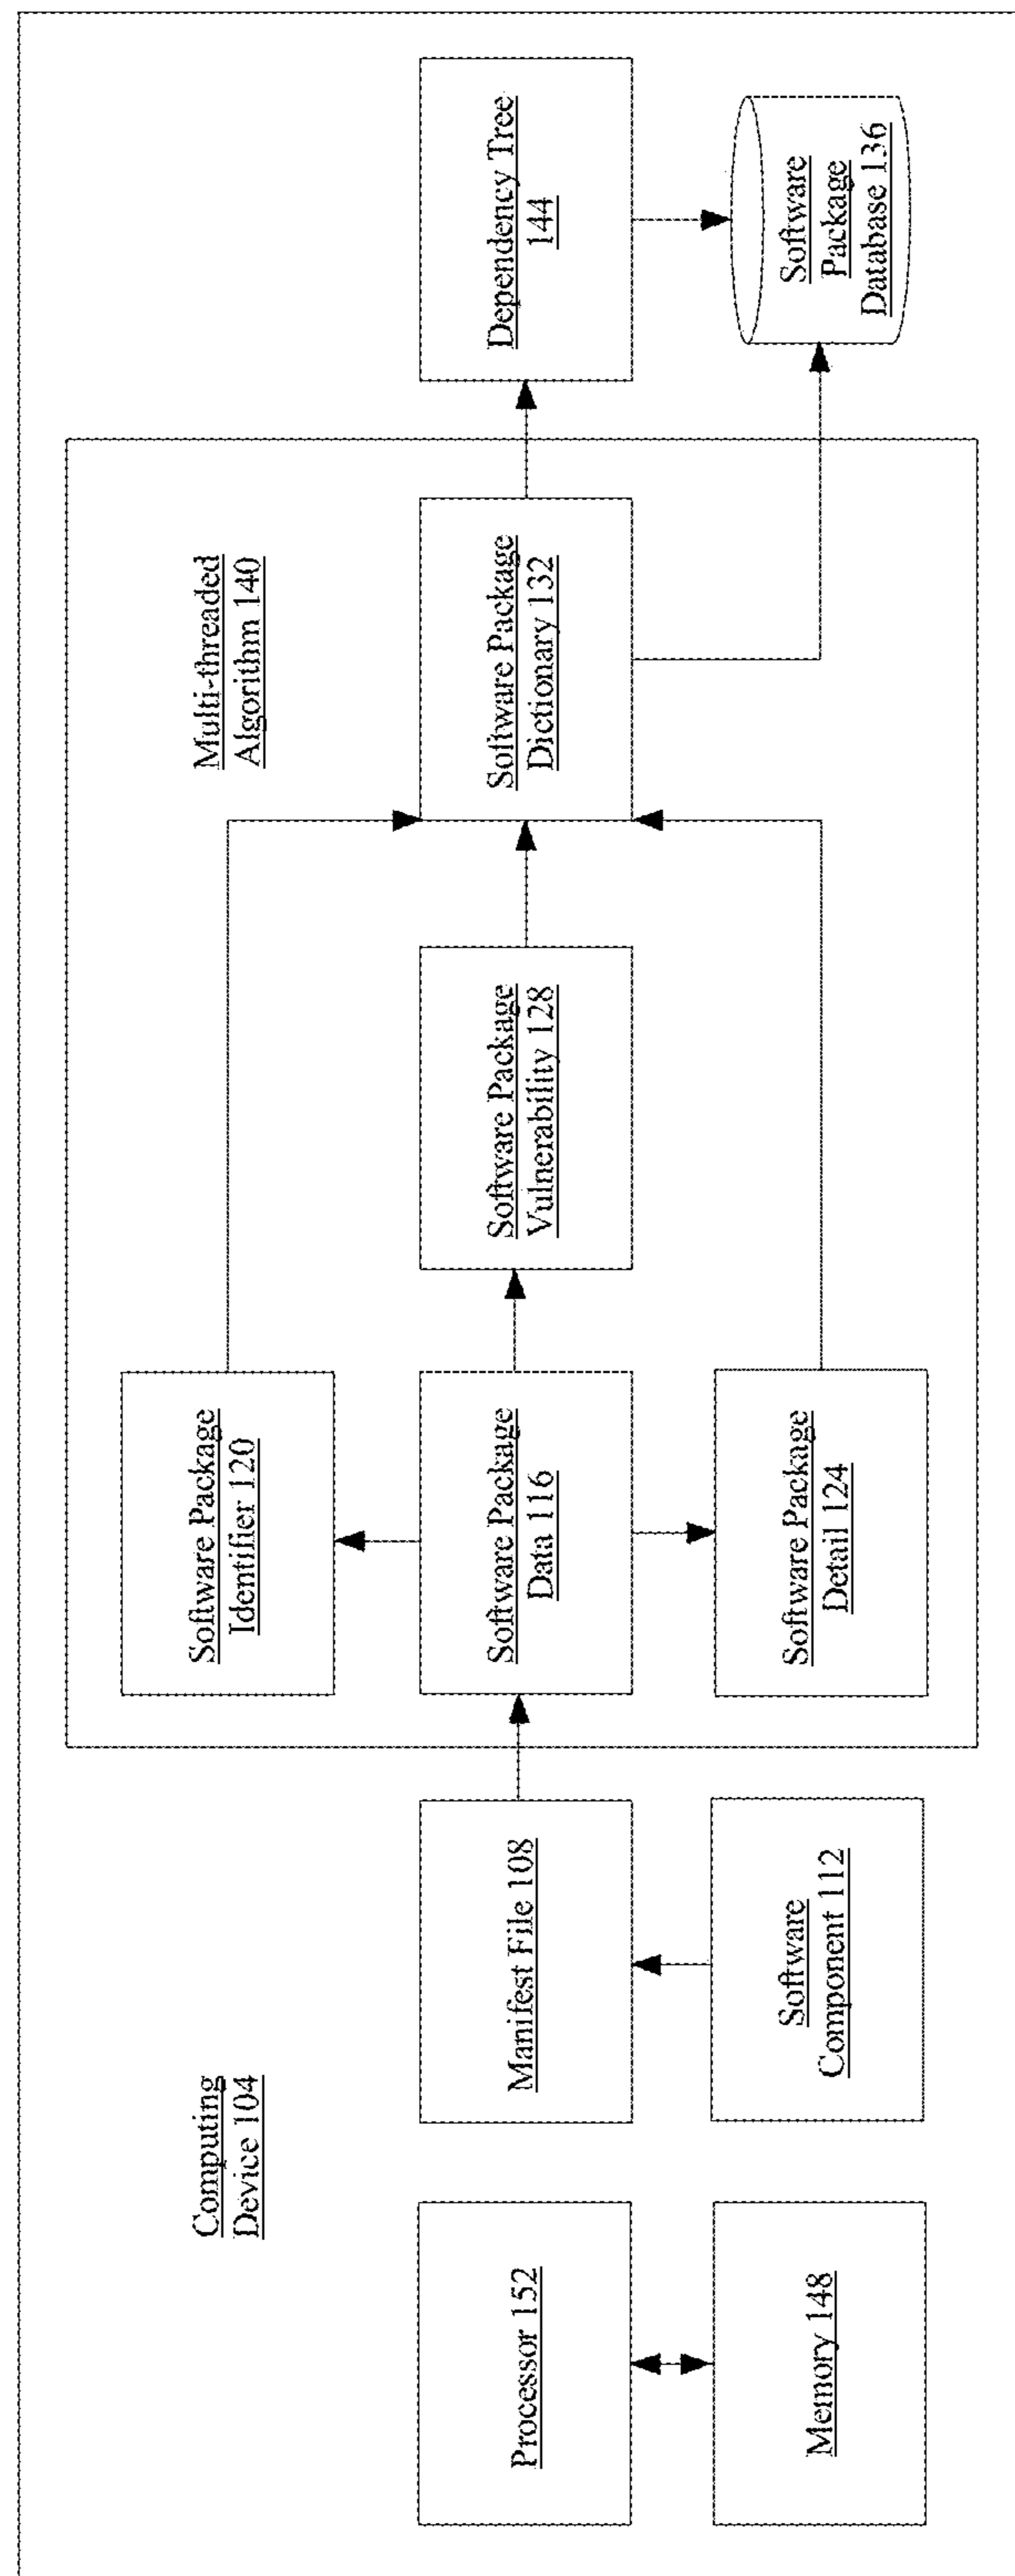 Computing
Device 104
Processor 152
Memory 148
Manifest File 108
Software
Component 112
Multi-threaded
Algorithm 140
Software Package
Identifier 120
Software Package
Data 116
Software Package
Detail 124
Software Package
Vulnerability 128
Software Package
Dictionary 132
Dependency Tree
144
Software
Package
Database 136